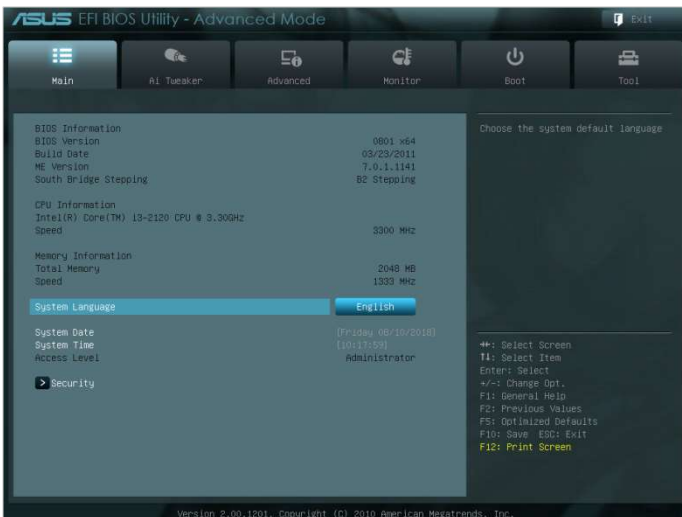 ASUS EFI BIOS Utility - Advanced Mode
Exit
Main
Ai Tweaker
Advanced
Monitor
Boot
Tool
BIOS Information
BIOS Version 0801 x64
Build Date 03/23/2011
ME Version 7.0.1.1141
South Bridge Stepping B2 Stepping
CPU Information
Intel(R) Core(TM) i3-2120 CPU @ 3.30GHz
Speed 3300 MHz
Memory Information
Total Memory 2048 MB
Speed 1333 MHz
System Language English
System Date [Friday 08/10/2018]
System Time [10:17:59]
Access Level Administrator
> Security
Choose the system default language
→←: Select Screen
↑↓: Select Item
Enter: Select
+/-: Change Opt.
F1: General Help
F2: Previous Values
F5: Optimized Defaults
F10: Save ESC: Exit
F12: Print Screen
Version 2.00.1201. Copyright (C) 2010 American Megatrends, Inc.